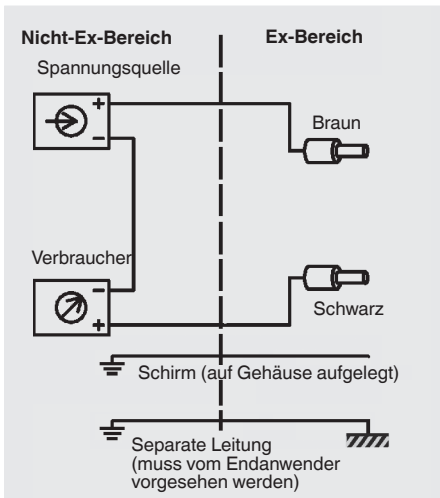 Nicht-Ex-Bereich
Ex-Bereich
Spannungsquelle
+
−
Braun
Verbraucher
−
+
Schwarz
Schirm (auf Gehäuse aufgelegt)
Separate Leitung
(muss vom Endanwender
vorgesehen werden)